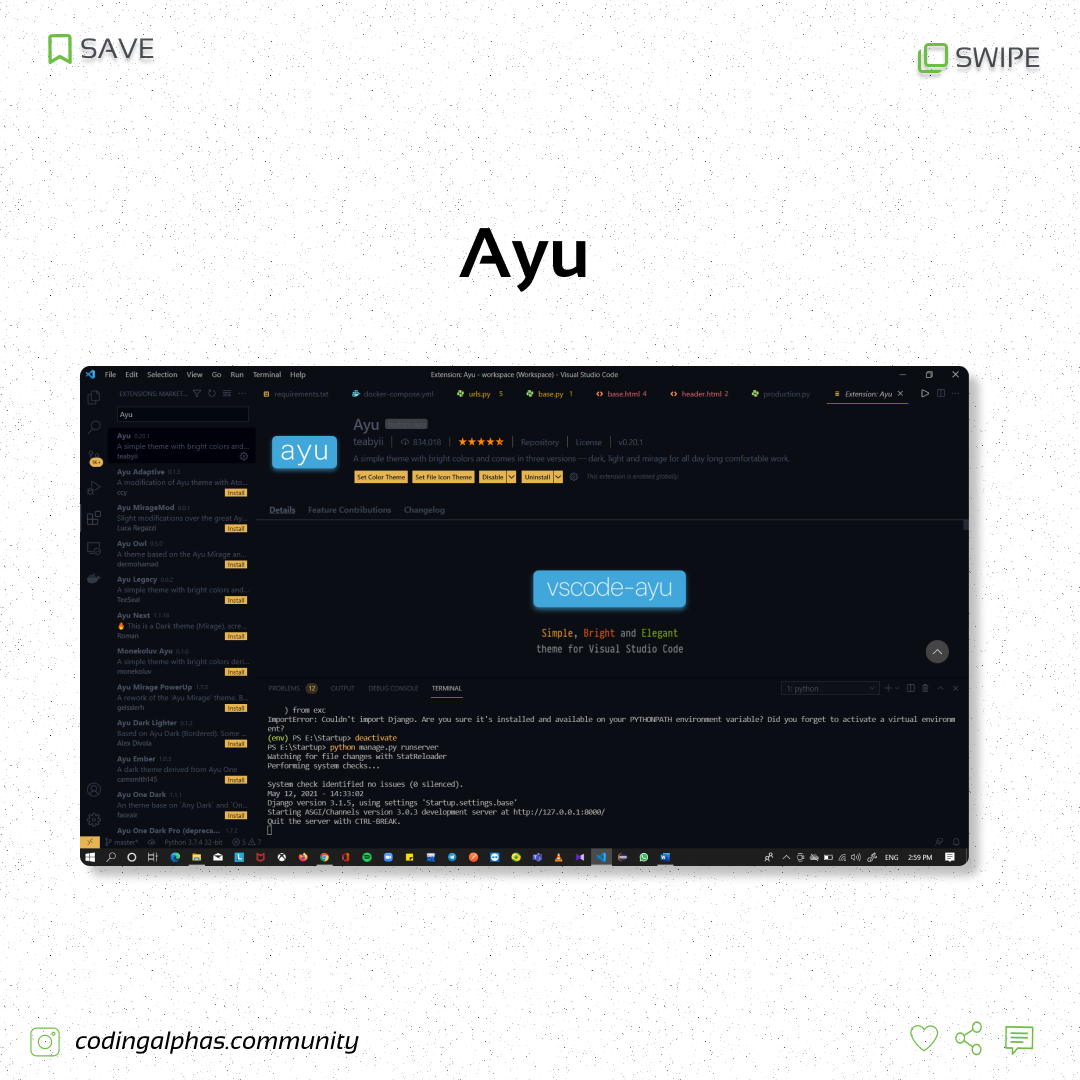 SAVE
SWIPE
Ayu
File Edit Selection View Go Run Terminal Help
Extension: Ayu - workspace (Workspace) - Visual Studio Code
EXTENSIONS: MARKET...
requirements.txt
docker-compose.yml
urls.py 5
base.py 1
base.html 4
header.html 2
production.py
Extension: Ayu
Ayu
Ayu 0.20.1
A simple theme with bright colors and...
teabyii
Ayu Adaptive 0.1.3
A modification of Ayu theme with Ato...
ccy Install
Ayu MirageMod 0.0.1
Slight modifications over the great Ay...
Luca Regazzi Install
Ayu Owl 0.5.0
A theme based on the Ayu Mirage an...
dermohamad Install
Ayu Legacy 0.0.2
A simple theme with bright colors and...
TeeSeal Install
Ayu Next 1.1.18
🔥 This is a Dark theme (Mirage), scre...
Roman Install
Monekoluv Ayu 0.1.0
A simple theme with bright colors deri...
monekoluv Install
Ayu Mirage PowerUp 1.7.0
A rework of the 'Ayu Mirage' theme. B...
geisslerh Install
Ayu Dark Lighter 1.2.3
Based on Ayu Dark (Bordered): Some ...
Alex Divola Install
Ayu Ember 1.0.3
A dark theme derived from Ayu One
camsmith145 Install
Ayu One Dark 1.1.1
An theme base on `Any Dark` and `On...
faceair Install
Ayu One Dark Pro (depreca... 1.7.2
ayu
Ayu
teabyii 834,018 Repository License v0.20.1
A simple theme with bright colors and comes in three versions — dark, light and mirage for all day long comfortable work.
Set Color Theme Set File Icon Theme Disable Uninstall This extension is enabled globally.
Details Feature Contributions Changelog
vscode-ayu
Simple, Bright and Elegant
theme for Visual Studio Code
PROBLEMS 12 OUTPUT DEBUG CONSOLE TERMINAL 1: python
) from exc
ImportError: Couldn't import Django. Are you sure it's installed and available on your PYTHONPATH environment variable? Did you forget to activate a virtual environm
ent?
(env) PS E:\Startup> deactivate
PS E:\Startup> python manage.py runserver
Watching for file changes with StatReloader
Performing system checks...
System check identified no issues (0 silenced).
May 12, 2021 - 14:33:02
Django version 3.1.5, using settings 'Startup.settings.base'
Starting ASGI/Channels version 3.0.3 development server at http://127.0.0.1:8000/
Quit the server with CTRL-BREAK.
master* Python 3.7.4 32-bit 5 7
ENG 2:59 PM
codingalphas.community